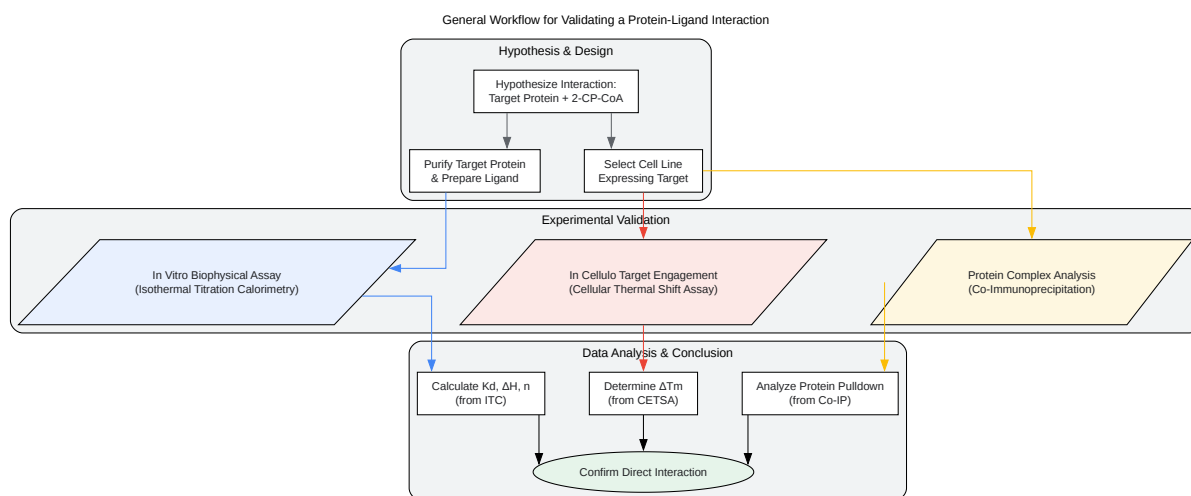 General Workflow for Validating a Protein-Ligand Interaction
Hypothesis & Design
Hypothesize Interaction:
Target Protein + 2-CP-CoA
Purify Target Protein
& Prepare Ligand
Select Cell Line
Expressing Target
Experimental Validation
In Vitro Biophysical Assay
(Isothermal Titration Calorimetry)
In Cellulo Target Engagement
(Cellular Thermal Shift Assay)
Protein Complex Analysis
(Co-Immunoprecipitation)
Data Analysis & Conclusion
Calculate Kd, ΔH, n
(from ITC)
Determine ΔTm
(from CETSA)
Analyze Protein Pulldown
(from Co-IP)
Confirm Direct Interaction